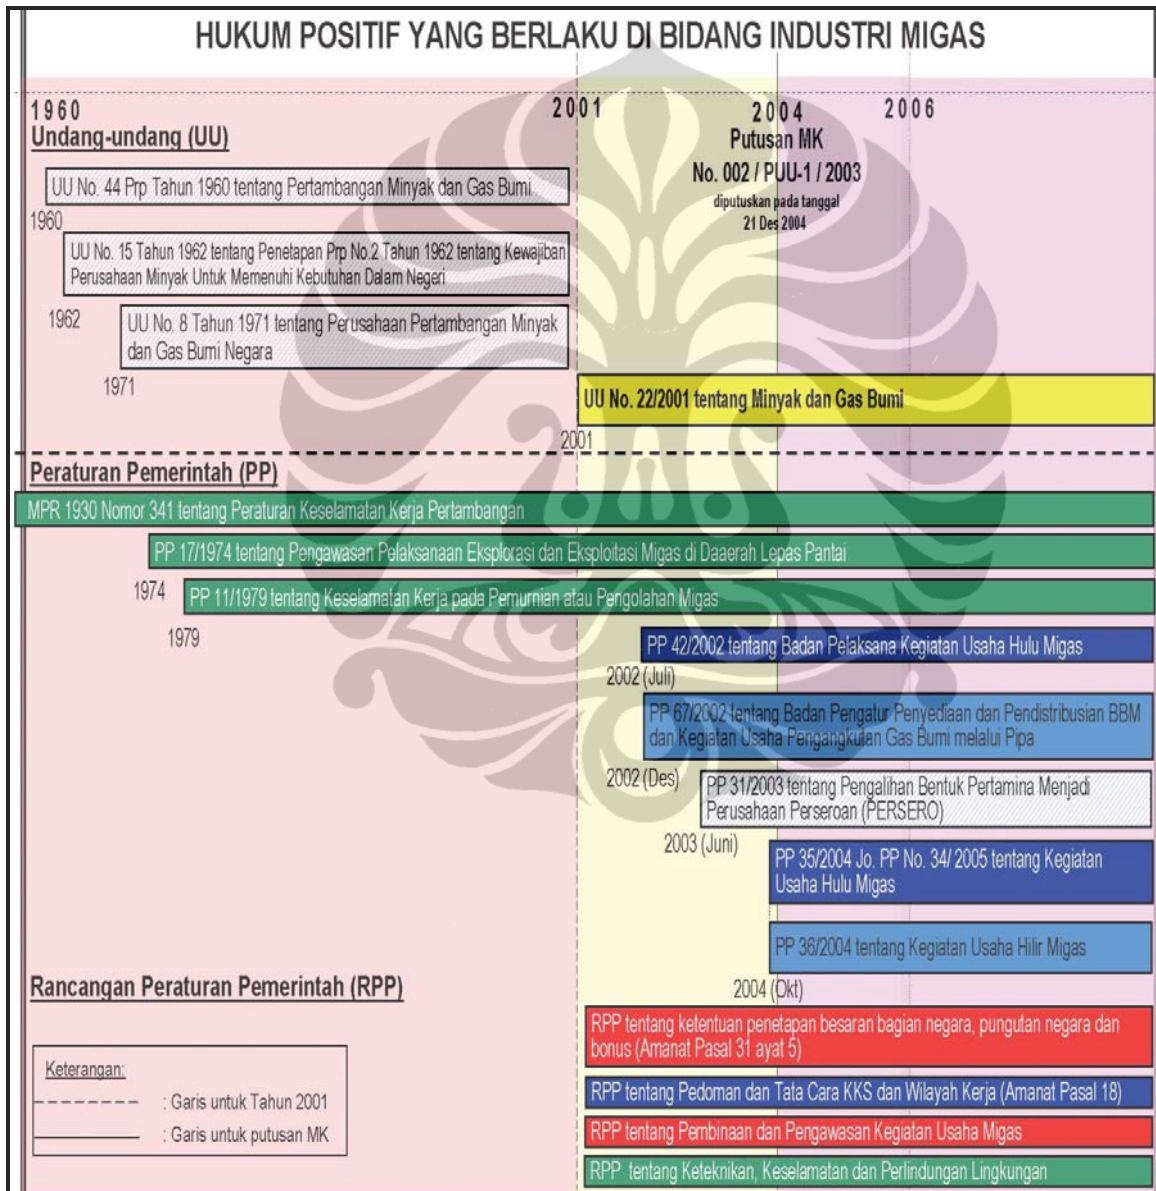 HUKUM POSITIF YANG BERLAKU DI BIDANG INDUSTRI MIGAS
1960
2001
2004
2006
Undang-undang (UU)
Putusan MK
No. 002 / PUU-1 / 2003
diputuskan pada tanggal
21 Des 2004
UU No. 44 Prp Tahun 1960 tentang Pertambangan Minyak dan Gas Bumi
1960
UU No. 15 Tahun 1962 tentang Penetapan Prp No.2 Tahun 1962 tentang Kewajiban
Perusahaan Minyak Untuk Memenuhi Kebutuhan Dalam Negeri
1962
UU No. 8 Tahun 1971 tentang Perusahaan Pertambangan Minyak
dan Gas Bumi Negara
1971
UU No. 22/2001 tentang Minyak dan Gas Bumi
2001
Peraturan Pemerintah (PP)
MPR 1930 Nomor 341 tentang Peraturan Keselamatan Kerja Pertambangan
PP 17/1974 tentang Pengawasan Pelaksanaan Eksplorasi dan Eksploitasi Migas di Daaerah Lepas Pantai
1974
PP 11/1979 tentang Keselamatan Kerja pada Pemurnian atau Pengolahan Migas
1979
PP 42/2002 tentang Badan Pelaksana Kegiatan Usaha Hulu Migas
2002 (Juli)
PP 67/2002 tentang Badan Pengatur Penyediaan dan Pendistribusian BBM
dan Kegiatan Usaha Pengangkutan Gas Bumi melalui Pipa
2002 (Des)
PP 31/2003 tentang Pengalihan Bentuk Pertamina Menjadi
Perusahaan Perseroan (PERSERO)
2003 (Juni)
PP 35/2004 Jo. PP No. 34/ 2005 tentang Kegiatan
Usaha Hulu Migas
PP 36/2004 tentang Kegiatan Usaha Hilir Migas
2004 (Okt)
Rancangan Peraturan Pemerintah (RPP)
RPP tentang ketentuan penetapan besaran bagian negara, pungutan negara dan
bonus (Amanat Pasal 31 ayat 5)
RPP tentang Pedoman dan Tata Cara KKS dan Wilayah Kerja (Amanat Pasal 18)
RPP tentang Pembinaan dan Pengawasan Kegiatan Usaha Migas
RPP tentang Keteknikan, Keselamatan dan Perlindungan Lingkungan
Keterangan:
: Garis untuk Tahun 2001
: Garis untuk putusan MK